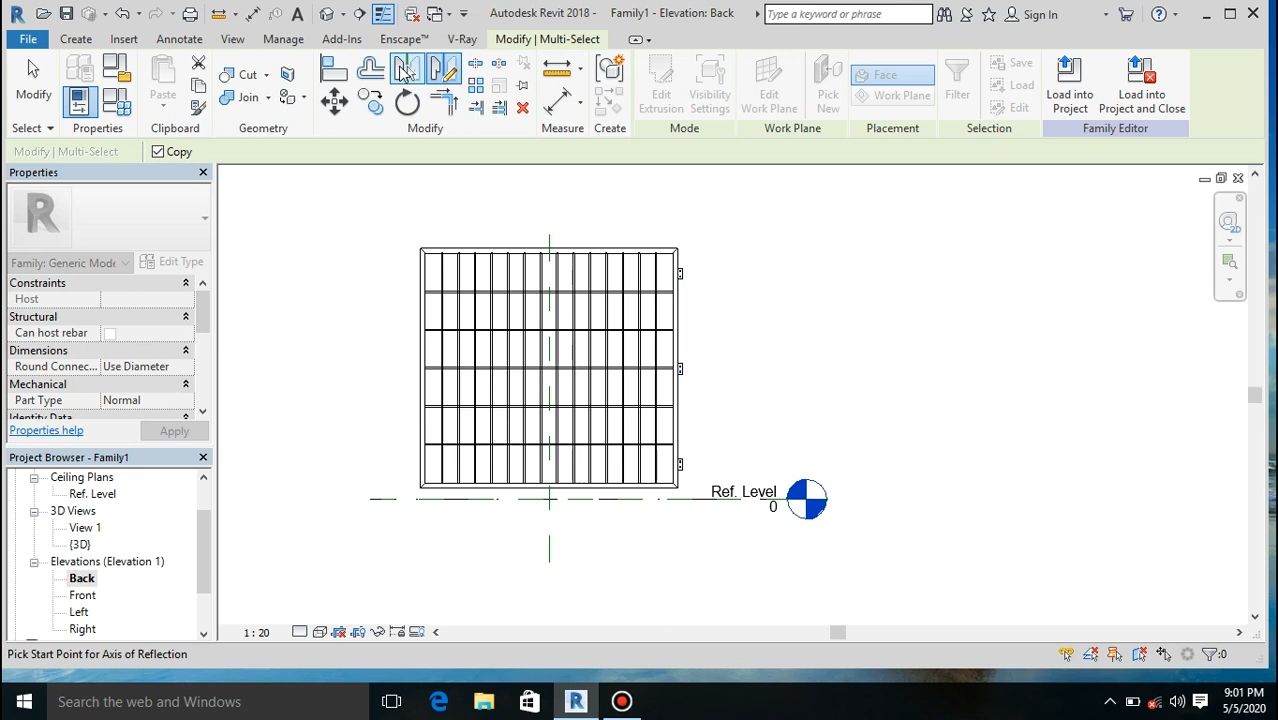 Autodesk Revit 2018 - Family1 - Elevation: Back
Type a keyword or phrase
Sign In
File Create Insert Annotate View Manage Add-Ins Enscape™ V-Ray Modify | Multi-Select
Modify
Paste
Cut
Join
Edit Extrusion
Visibility Settings
Edit Work Plane
Pick New
Face
Work Plane
Filter
Save
Load
Edit
Load into Project
Load into Project and Close
Select Properties Clipboard Geometry Modify Measure Create Mode Work Plane Placement Selection Family Editor
Modify | Multi-Select Copy
Properties
R
Family: Generic Mode Edit Type
Constraints
Host
Structural
Can host rebar
Dimensions
Round Connec... Use Diameter
Mechanical
Part Type Normal
Identity Data
Properties help Apply
Project Browser - Family1
Ceiling Plans
Ref. Level
3D Views
View 1
{3D}
Elevations (Elevation 1)
Back
Front
Left
Right
Ref. Level
0
2D
1 : 20
Pick Start Point for Axis of Reflection
:0
Search the web and Windows
9:01 PM
5/5/2020